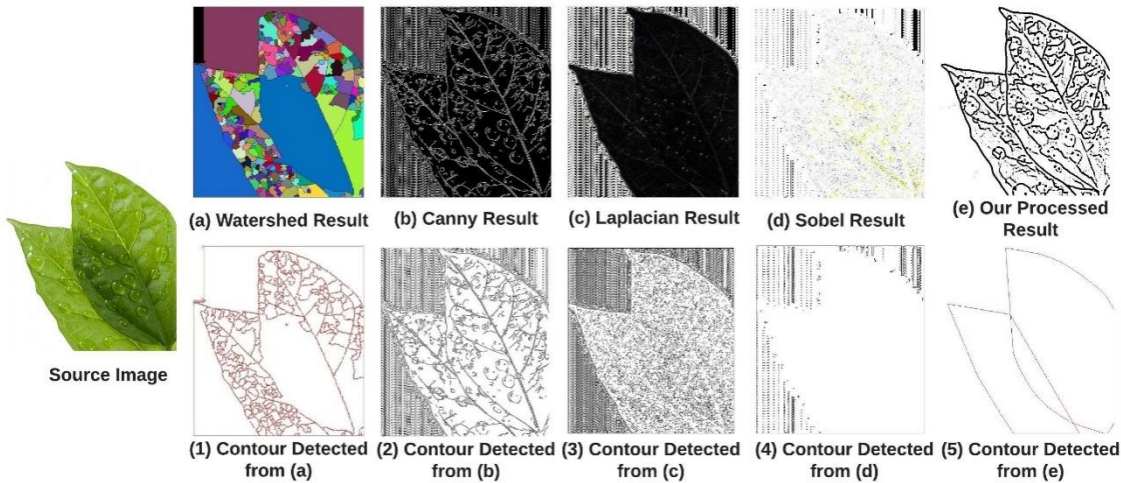 (a) Watershed Result
(b) Canny Result
(c) Laplacian Result
(d) Sobel Result
(e) Our Processed
Result
Source Image
(1) Contour Detected
from (a)
(2) Contour Detected
from (b)
(3) Contour Detected
from (c)
(4) Contour Detected
from (d)
(5) Contour Detected
from (e)